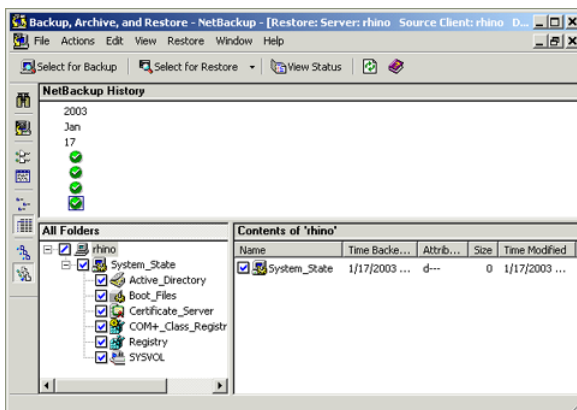 Backup, Archive, and Restore - NetBackup - [Restore: Server: rhino Source Client: rhino D...
File Actions Edit View Restore Window Help
Select for Backup Select for Restore View Status
NetBackup History
2003
Jan
17
All Folders
rhino
System_State
Active_Directory
Boot_Files
Certificate_Server
COM+_Class_Registr
Registry
SYSVOL
Contents of 'rhino'
Name Time Backe... Attrib... Size Time Modified
System_State 1/17/2003 ... d--- 0 1/17/2003 ...